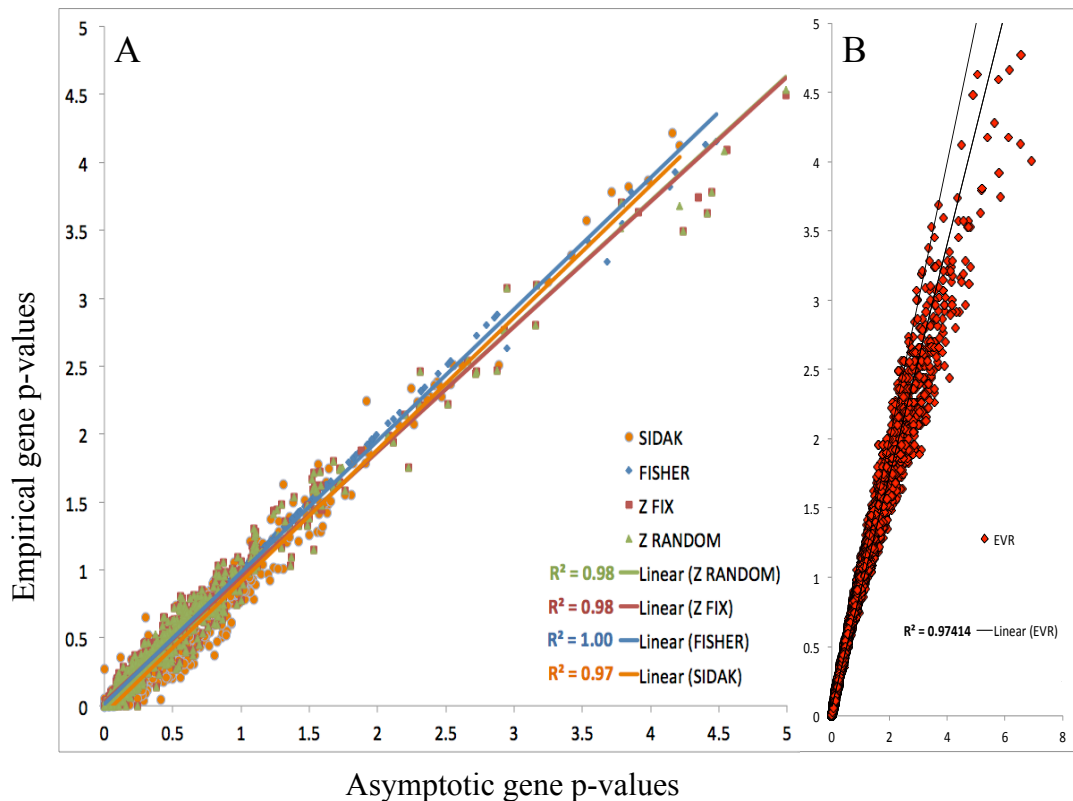 A
B
Empirical gene p-values
5
4.5
4
3.5
3
2.5
2
1.5
1
0.5
0
0 0.5 1 1.5 2 2.5 3 3.5 4 4.5 5
SIDAK
FISHER
Z FIX
Z RANDOM
R² = 0.98 Linear (Z RANDOM)
R² = 0.98 Linear (Z FIX)
R² = 1.00 Linear (FISHER)
R² = 0.97 Linear (SIDAK)
5
4.5
4
3.5
3
2.5
2
1.5
1
0.5
0
0 2 4 6 8
EVR
R² = 0.97414 Linear (EVR)
Asymptotic gene p-values